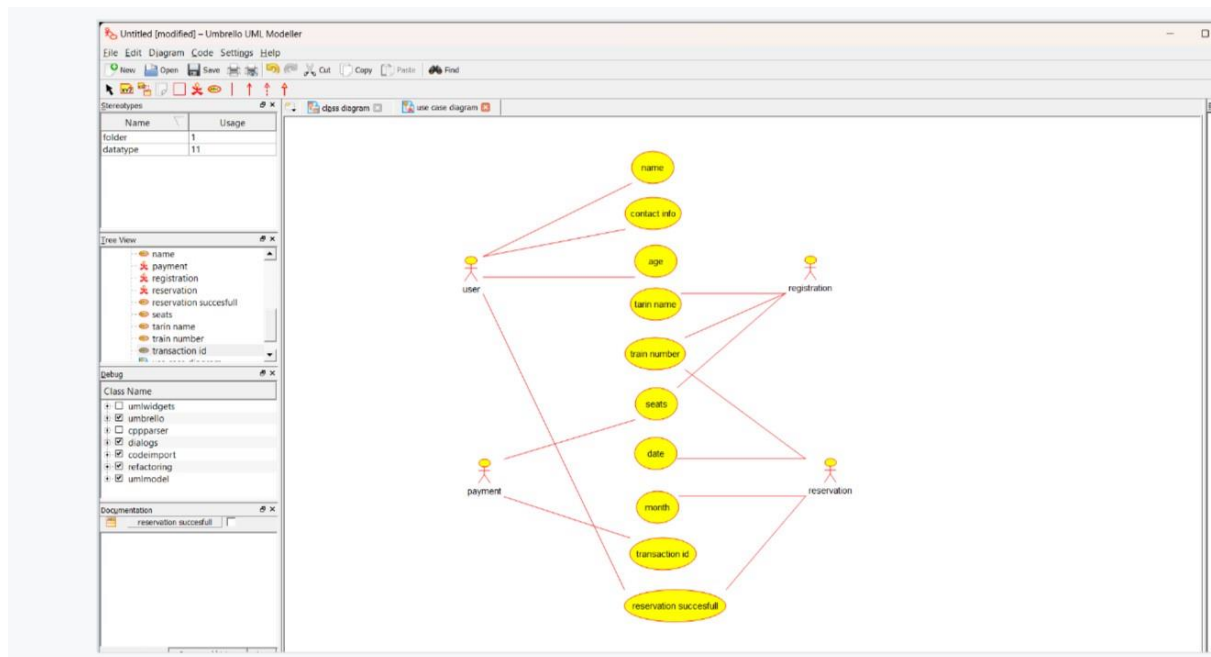 Untitled [modified] – Umbrello UML Modeller
File Edit Diagram Code Settings Help
New Open Save Cut Copy Paste Find
Stereotypes
class diagram use case diagram
Name Usage
folder 1
datatype 11
Tree View
name
payment
registration
reservation
reservation succesfull
seats
tarin name
train number
transaction id
Debug
Class Name
umlwidgets
umbrello
cppparser
dialogs
codeimport
refactoring
umlmodel
Documentation
reservation succesfull
name
contact info
age
user
registration
tarin name
train number
seats
date
payment
reservation
month
transaction id
reservation succesfull